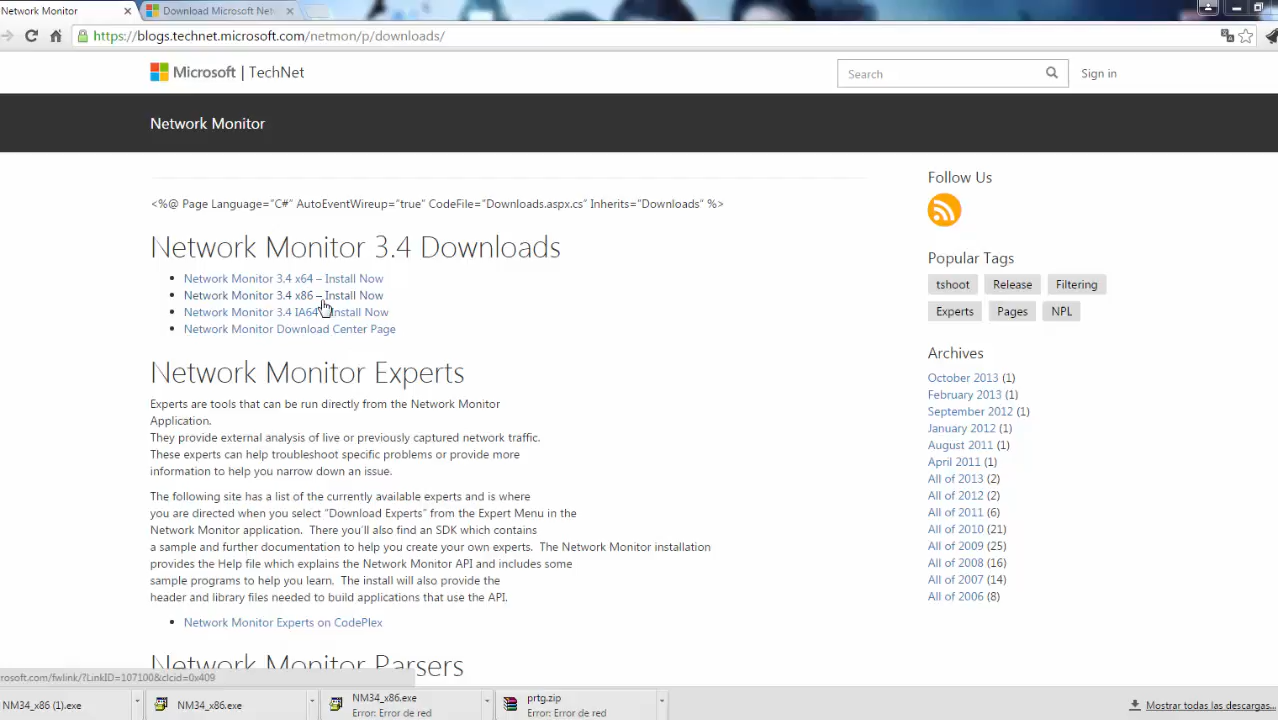 Network Monitor
Download Microsoft Net
https://blogs.technet.microsoft.com/netmon/p/downloads/
Microsoft | TechNet
Search
Sign in
Network Monitor
<%@ Page Language="C#" AutoEventWireup="true" CodeFile="Downloads.aspx.cs" Inherits="Downloads" %>
Network Monitor 3.4 Downloads
Network Monitor 3.4 x64 – Install Now
Network Monitor 3.4 x86 – Install Now
Network Monitor 3.4 IA64 – Install Now
Network Monitor Download Center Page
Network Monitor Experts
Experts are tools that can be run directly from the Network Monitor
Application.
They provide external analysis of live or previously captured network traffic.
These experts can help troubleshoot specific problems or provide more
information to help you narrow down an issue.
The following site has a list of the currently available experts and is where
you are directed when you select "Download Experts" from the Expert Menu in the
Network Monitor application. There you'll also find an SDK which contains
a sample and further documentation to help you create your own experts. The Network Monitor installation
provides the Help file which explains the Network Monitor API and includes some
sample programs to help you learn. The install will also provide the
header and library files needed to build applications that use the API.
Network Monitor Experts on CodePlex
Network Monitor Parsers
Follow Us
Popular Tags
tshoot
Release
Filtering
Experts
Pages
NPL
Archives
October 2013 (1)
February 2013 (1)
September 2012 (1)
January 2012 (1)
August 2011 (1)
April 2011 (1)
All of 2013 (2)
All of 2012 (2)
All of 2011 (6)
All of 2010 (21)
All of 2009 (25)
All of 2008 (16)
All of 2007 (14)
All of 2006 (8)
rosoft.com/fwlink/?LinkID=107100&clcid=0x409
NM34_x86 (1).exe
NM34_x86.exe
NM34_x86.exe
Error: Error de red
prtg.zip
Error: Error de red
Mostrar todas las descargas...